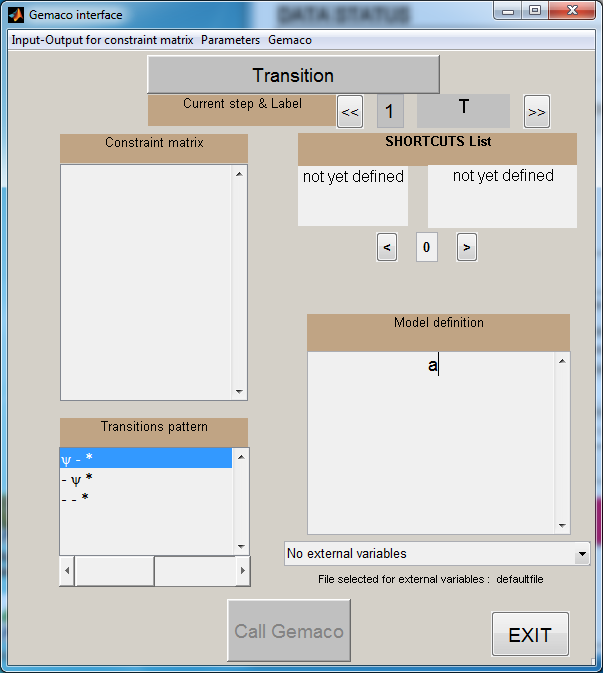 Gemaco interface
DATA STATUS
Input-Output for constraint matrix Parameters Gemaco
Transition
Current step & Label
<<
1
T
>>
Constraint matrix
SHORTCUTS List
not yet defined
not yet defined
<
0
>
Model definition
a
Transitions pattern
ψ - *
- ψ *
- - *
No external variables
File selected for external variables : defaultfile
Call Gemaco
EXIT